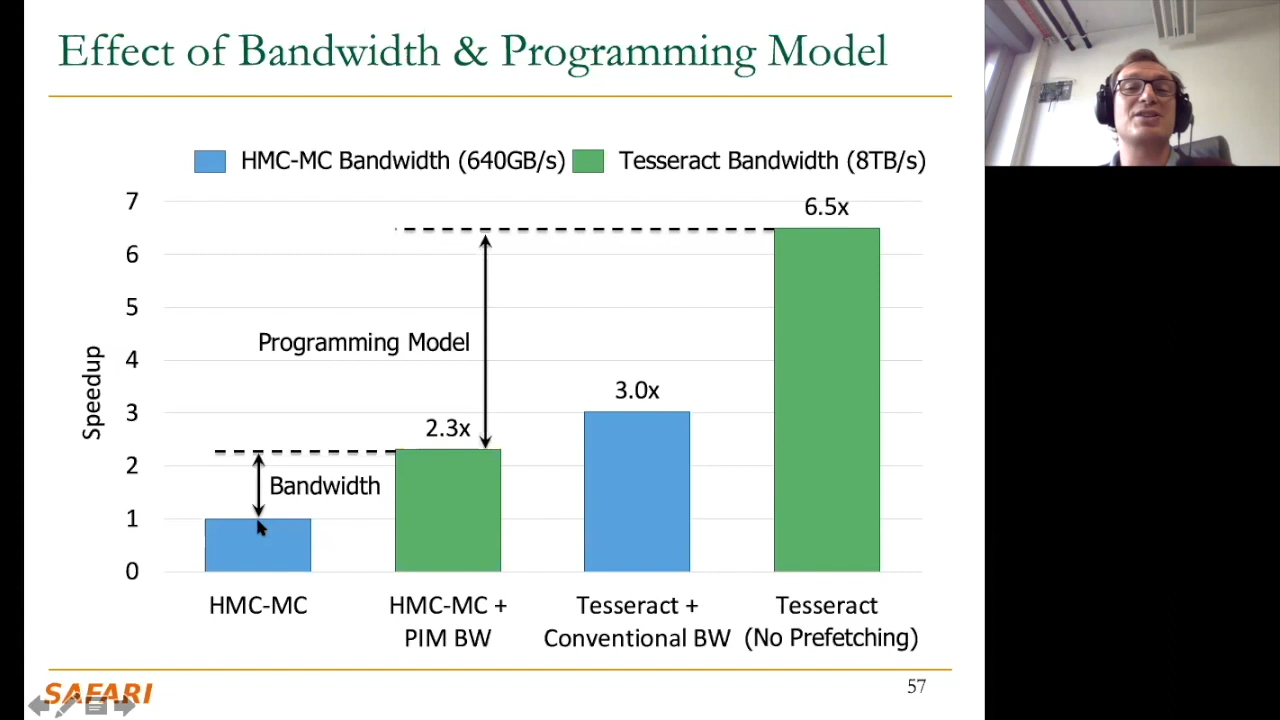 Effect of Bandwidth & Programming Model
HMC-MC Bandwidth (640GB/s) Tesseract Bandwidth (8TB/s)
7
6.5x
6
5
Programming Model
4
3.0x
3
2.3x
2
Bandwidth
1
0
Speedup
HMC-MC
HMC-MC +
PIM BW
Tesseract +
Conventional BW
Tesseract
(No Prefetching)
SAFARI
57